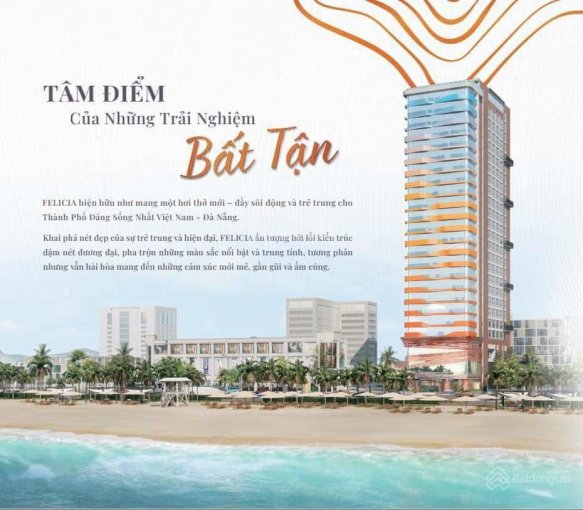 TÂM ĐIỂM
Của Những Trải Nghiệm
Bất Tận
FELICIA hiện hữu như mang một hơi thở mới – đầy sôi động và trẻ trung cho
Thành Phố Đáng Sống Nhất Việt Nam - Đà Nẵng.
Khai phá nét đẹp của sự trẻ trung và hiện đại, FELICIA ấn tượng bởi lối kiến trúc
đậm nét đương đại, pha trộn những màu sắc nổi bật và trung tính, tương phản
nhưng vẫn hài hòa mang đến những cảm xúc mới mẻ, gần gũi và ấm cúng.
Batdongsan